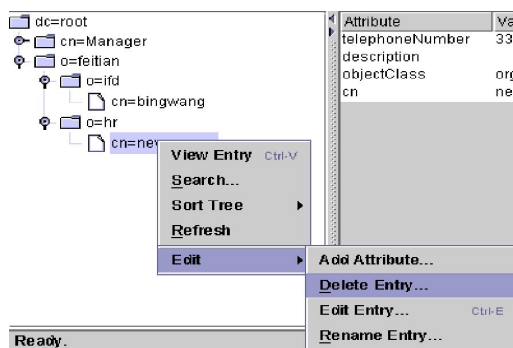 dc=root
cn=Manager
o=feitian
o=ifd
cn=bingwang
o=hr
View Entry Ctrl-V
Search...
Sort Tree
Refresh
Edit
Add Attribute...
Delete Entry...
Edit Entry... Ctrl-E
Rename Entry...
Attribute
telephoneNumber 33
description
objectClass
cn
Ready.